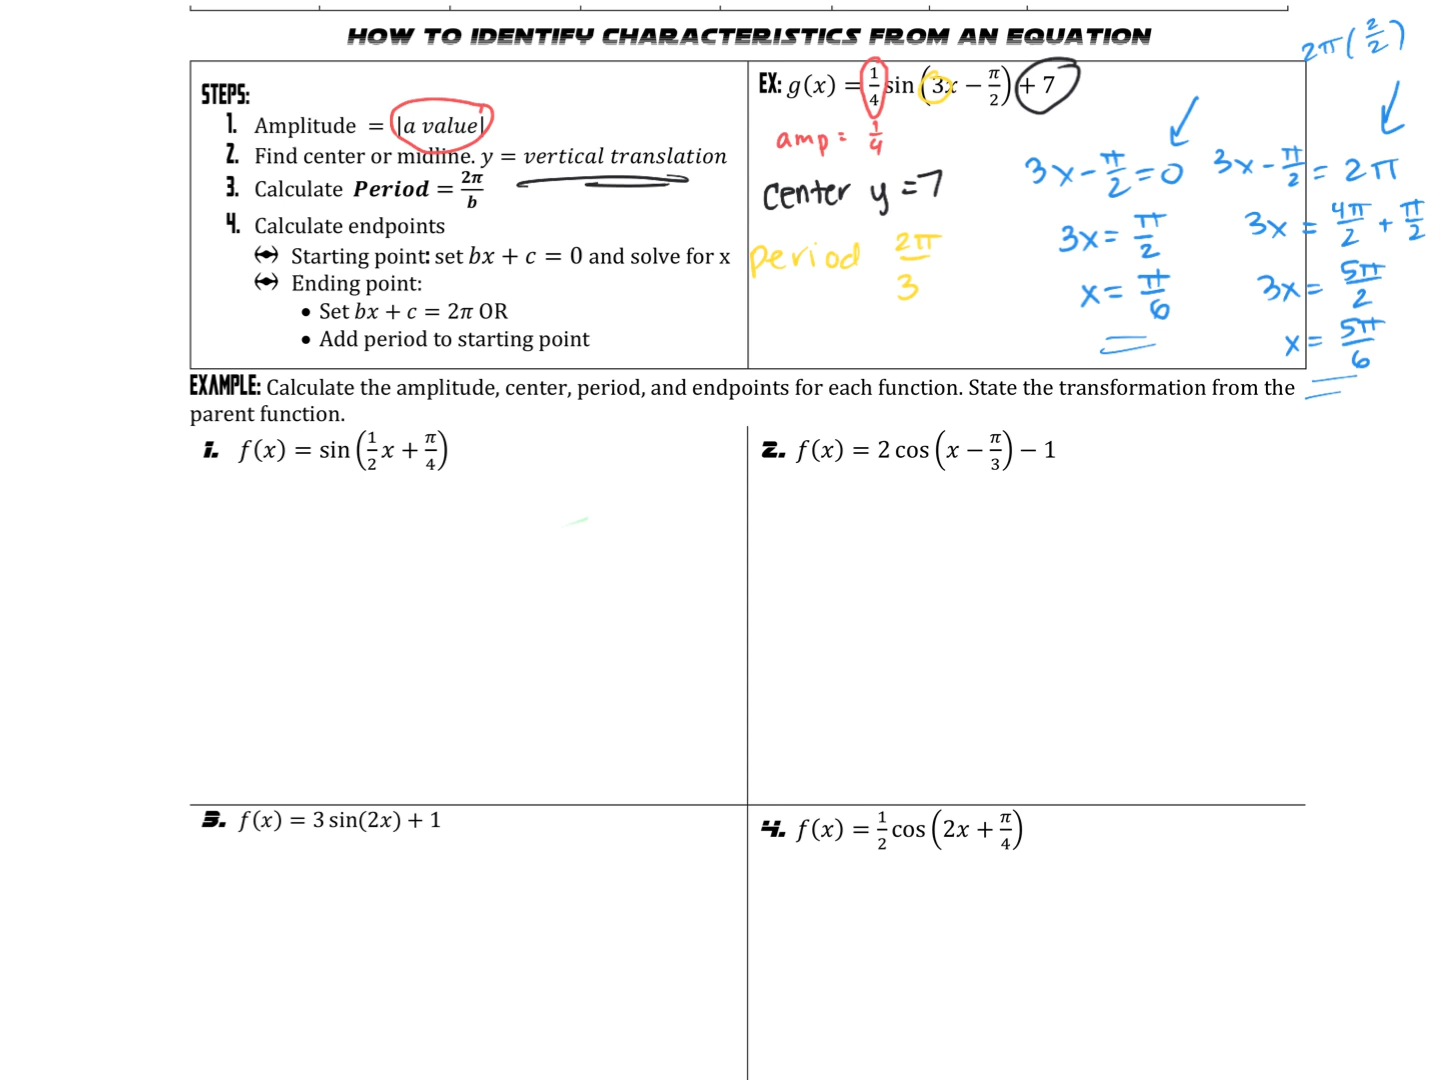 HOW TO IDENTIFY CHARACTERISTICS FROM AN EQUATION
2π(2/2)
STEPS:
1. Amplitude = |a value|
2. Find center or midline. y = vertical translation
3. Calculate Period = 2π/b
4. Calculate endpoints
Starting point: set bx + c = 0 and solve for x
Ending point:
• Set bx + c = 2π OR
• Add period to starting point
EX: g(x) = 1/4 sin(3x − π/2) + 7
amp = 1/4
center y = 7
period 2π/3
3x - π/2 = 0
3x = π/2
x = π/6
3x - π/2 = 2π
3x = 4π/2 + π/2
3x = 5π/2
x = 5π/6
EXAMPLE: Calculate the amplitude, center, period, and endpoints for each function. State the transformation from the
parent function.
1. f(x) = sin(1/2 x + π/4)
2. f(x) = 2 cos(x − π/3) − 1
3. f(x) = 3 sin(2x) + 1
4. f(x) = 1/2 cos(2x + π/4)